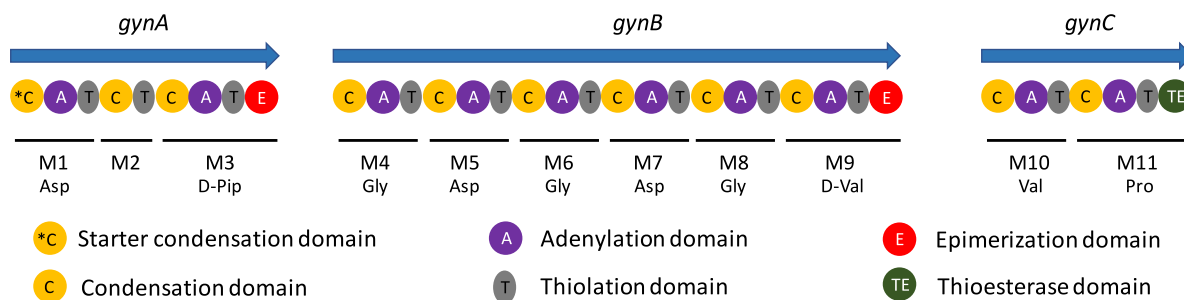 gynA gynB gynC
*C A T C T C A T E C A T C A T C A T C A T C A T C A T E C A T C A T TE
M1 M2 M3 M4 M5 M6 M7 M8 M9 M10 M11
Asp D-Pip Gly Asp Gly Asp Gly D-Val Val Pro
*C Starter condensation domain A Adenylation domain E Epimerization domain
C Condensation domain T Thiolation domain TE Thioesterase domain